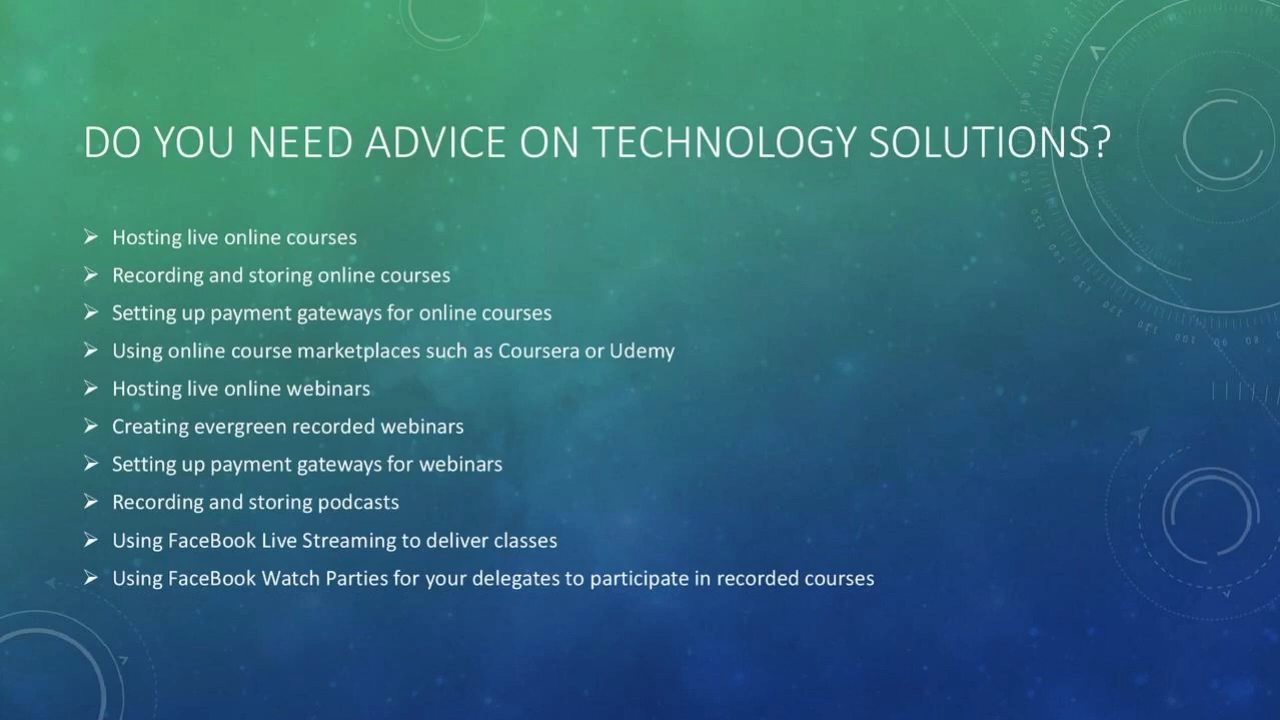 DO YOU NEED ADVICE ON TECHNOLOGY SOLUTIONS?
➢ Hosting live online courses
➢ Recording and storing online courses
➢ Setting up payment gateways for online courses
➢ Using online course marketplaces such as Coursera or Udemy
➢ Hosting live online webinars
➢ Creating evergreen recorded webinars
➢ Setting up payment gateways for webinars
➢ Recording and storing podcasts
➢ Using FaceBook Live Streaming to deliver classes
➢ Using FaceBook Watch Parties for your delegates to participate in recorded courses